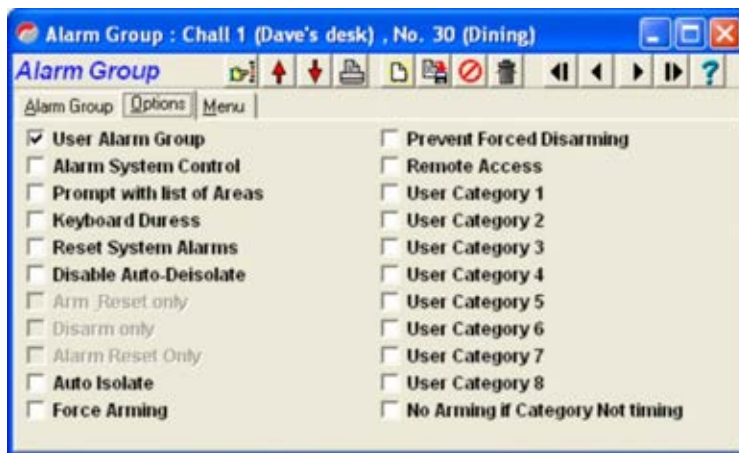 Alarm Group : Chall 1 (Dave's desk) , No. 30 (Dining)
Alarm Group
Alarm Group Options Menu
User Alarm Group
Alarm System Control
Prompt with list of Areas
Keyboard Duress
Reset System Alarms
Disable Auto-Deisolate
Arm _Reset only
Disarm only
Alarm Reset Only
Auto Isolate
Force Arming
Prevent Forced Disarming
Remote Access
User Category 1
User Category 2
User Category 3
User Category 4
User Category 5
User Category 6
User Category 7
User Category 8
No Arming if Category Not timing